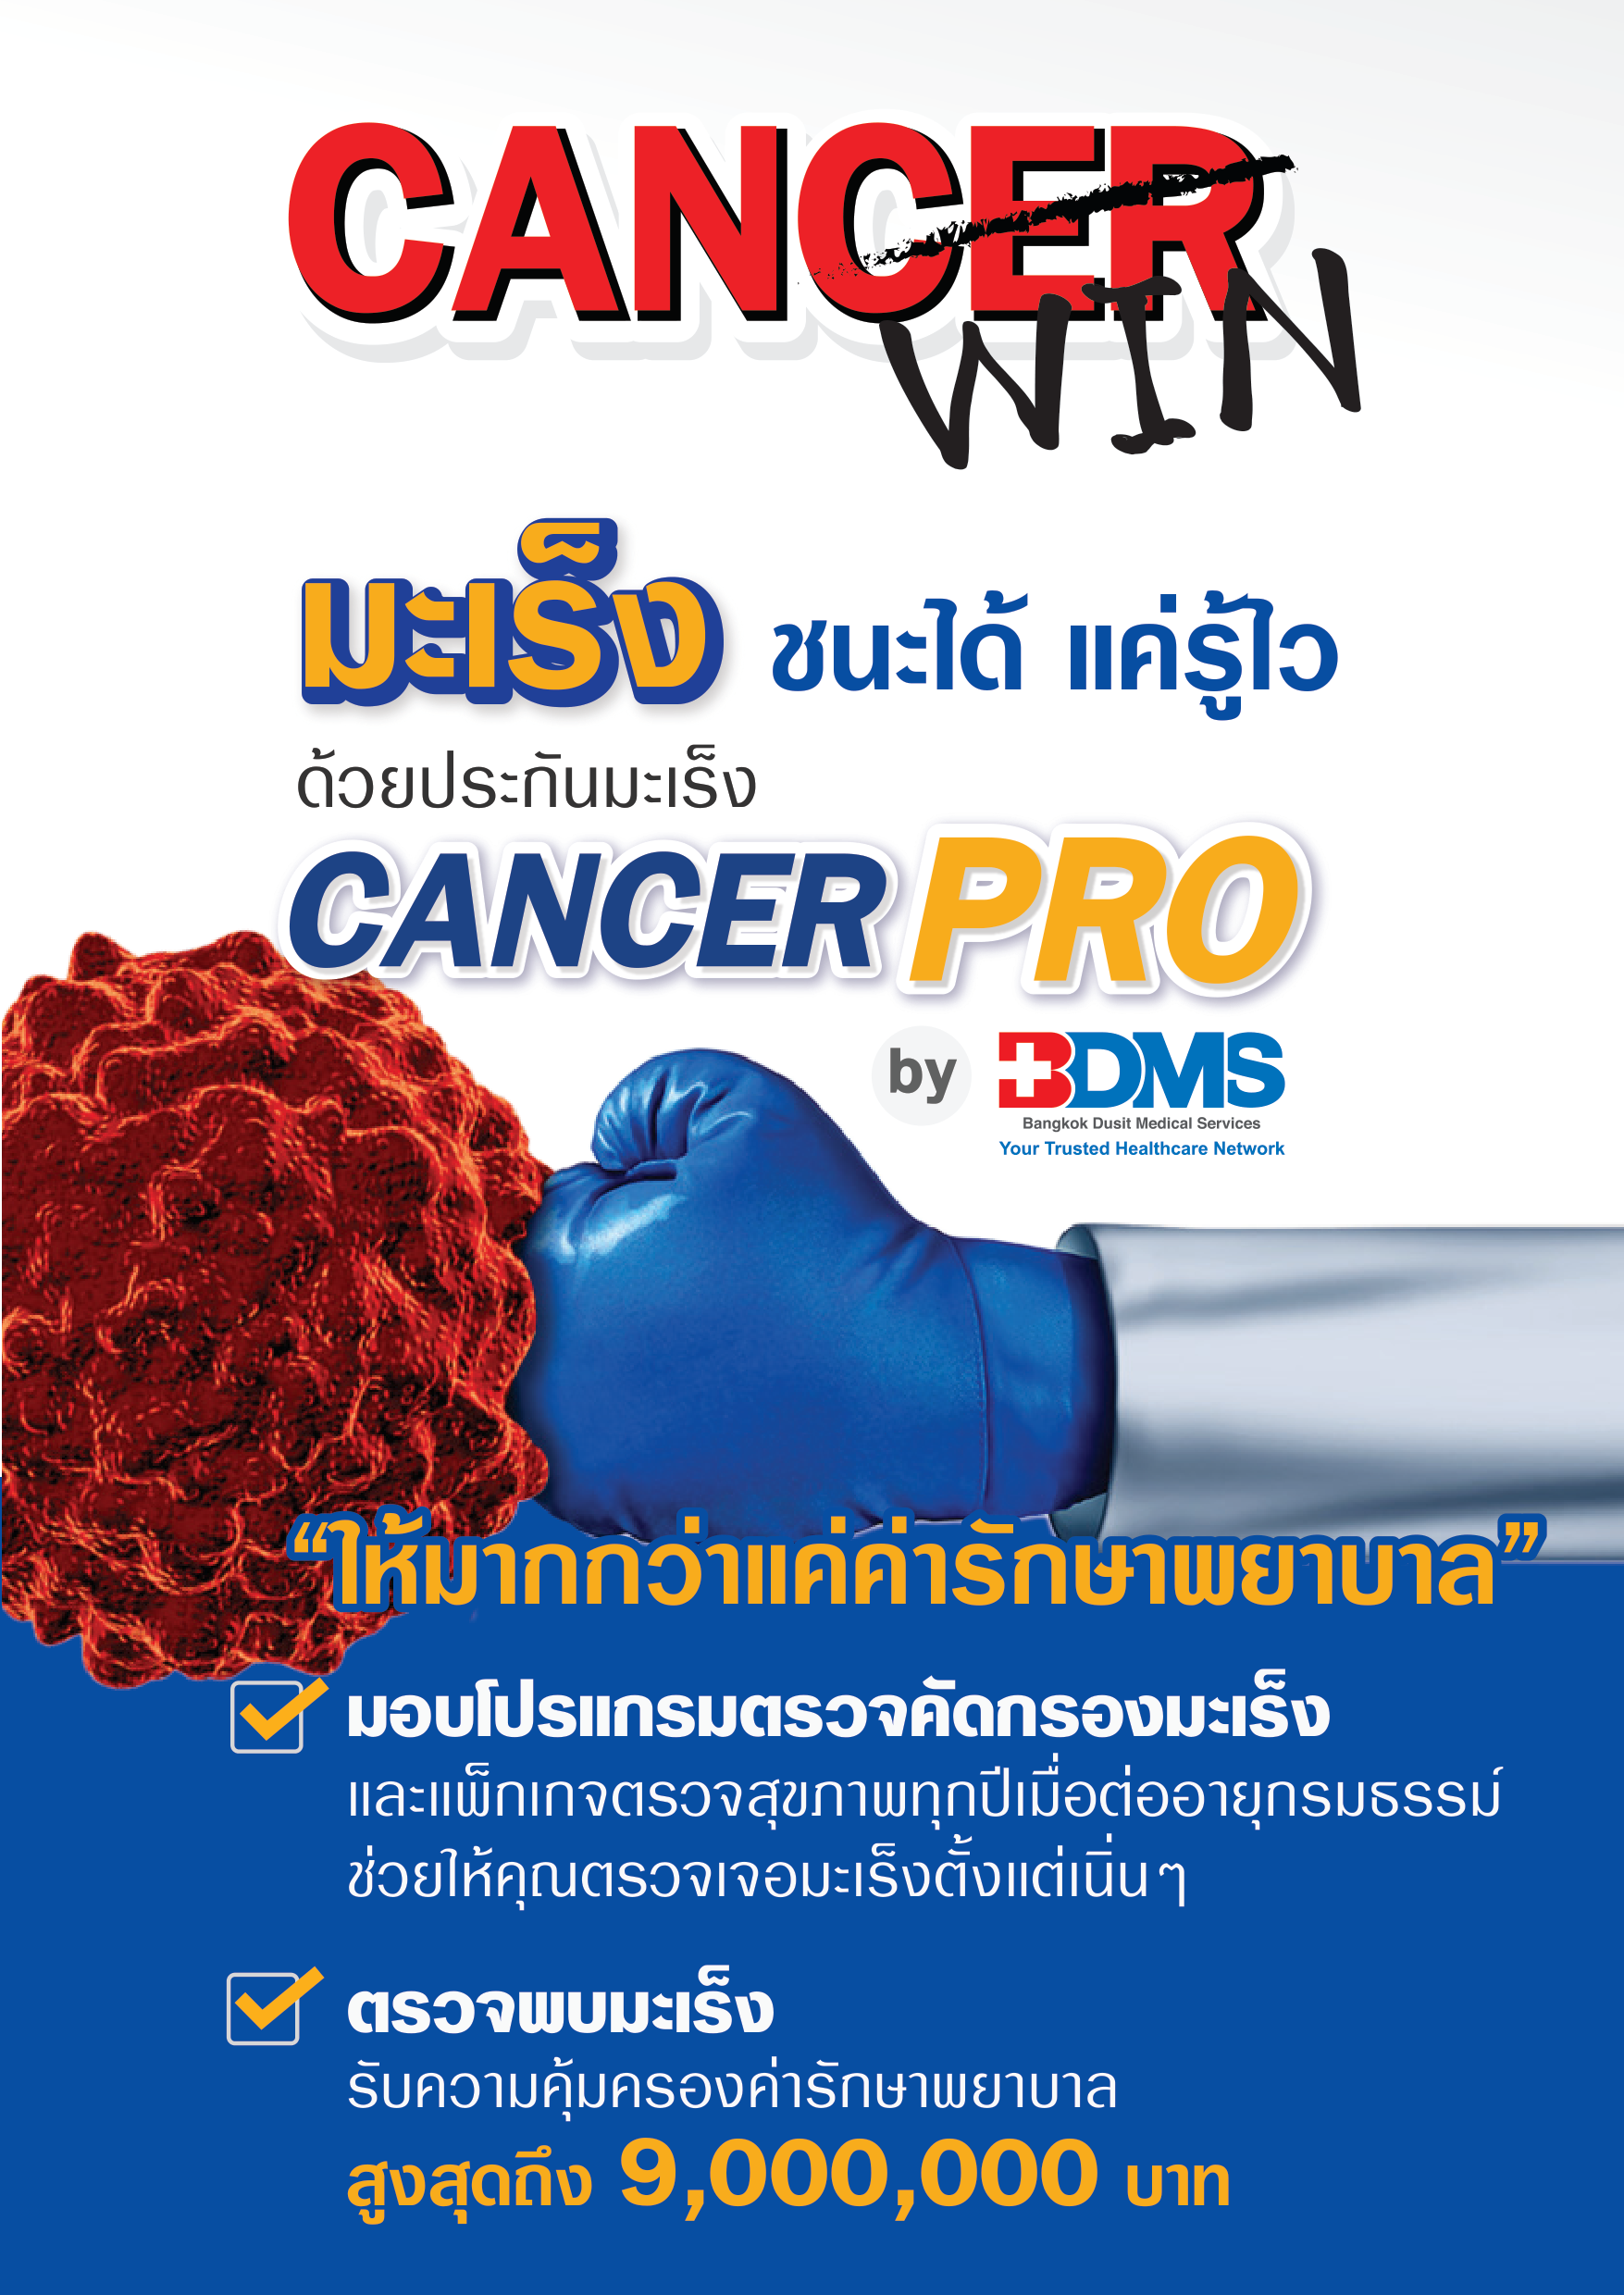 CANCER
WIN
มะเร็ง ชนะได้ แค่รู้ไว
ด้วยประกันมะเร็ง
CANCER PRO
by BDMS
Bangkok Dusit Medical Services
Your Trusted Healthcare Network
“ให้มากกว่าแค่ค่ารักษาพยาบาล”
มอบโปรแกรมตรวจคัดกรองมะเร็ง
และแพ็กเกจตรวจสุขภาพทุกปีเมื่อต่ออายุกรมธรรม์
ช่วยให้คุณตรวจเจอมะเร็งตั้งแต่เนิ่นๆ
ตรวจพบมะเร็ง
รับความคุ้มครองค่ารักษาพยาบาล
สูงสุดถึง 9,000,000 บาท